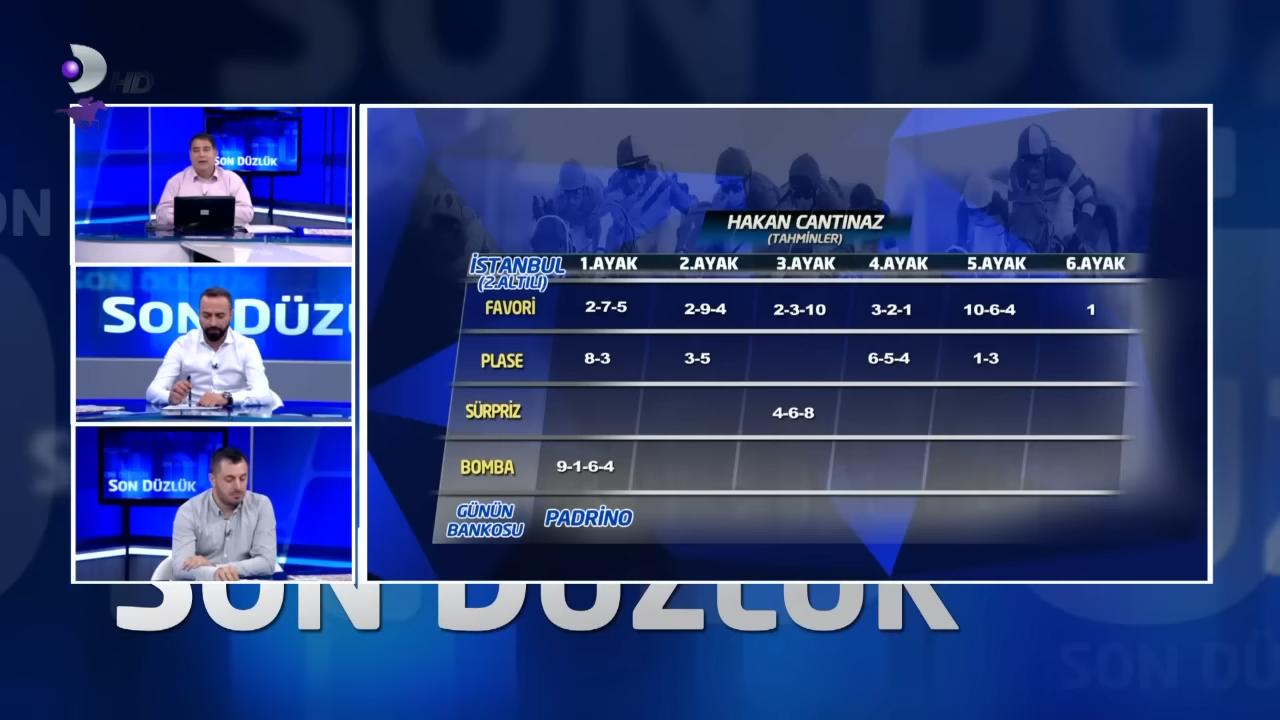 HD
SON DÜZLÜK
SON DÜZ
SON DÜZLÜK
HAKAN CANTINAZ
(TAHMİNLER)
İSTANBUL 1.AYAK 2.AYAK 3.AYAK 4.AYAK 5.AYAK 6.AYAK
(2.ALTILI)
FAVORİ 2-7-5 2-9-4 2-3-10 3-2-1 10-6-4 1
PLASE 8-3 3-5 6-5-4 1-3
SÜRPRİZ 4-6-8
BOMBA 9-1-6-4
GÜNÜN
BANKOSU PADRİNO
SON DÜZLÜK
SON DÜ